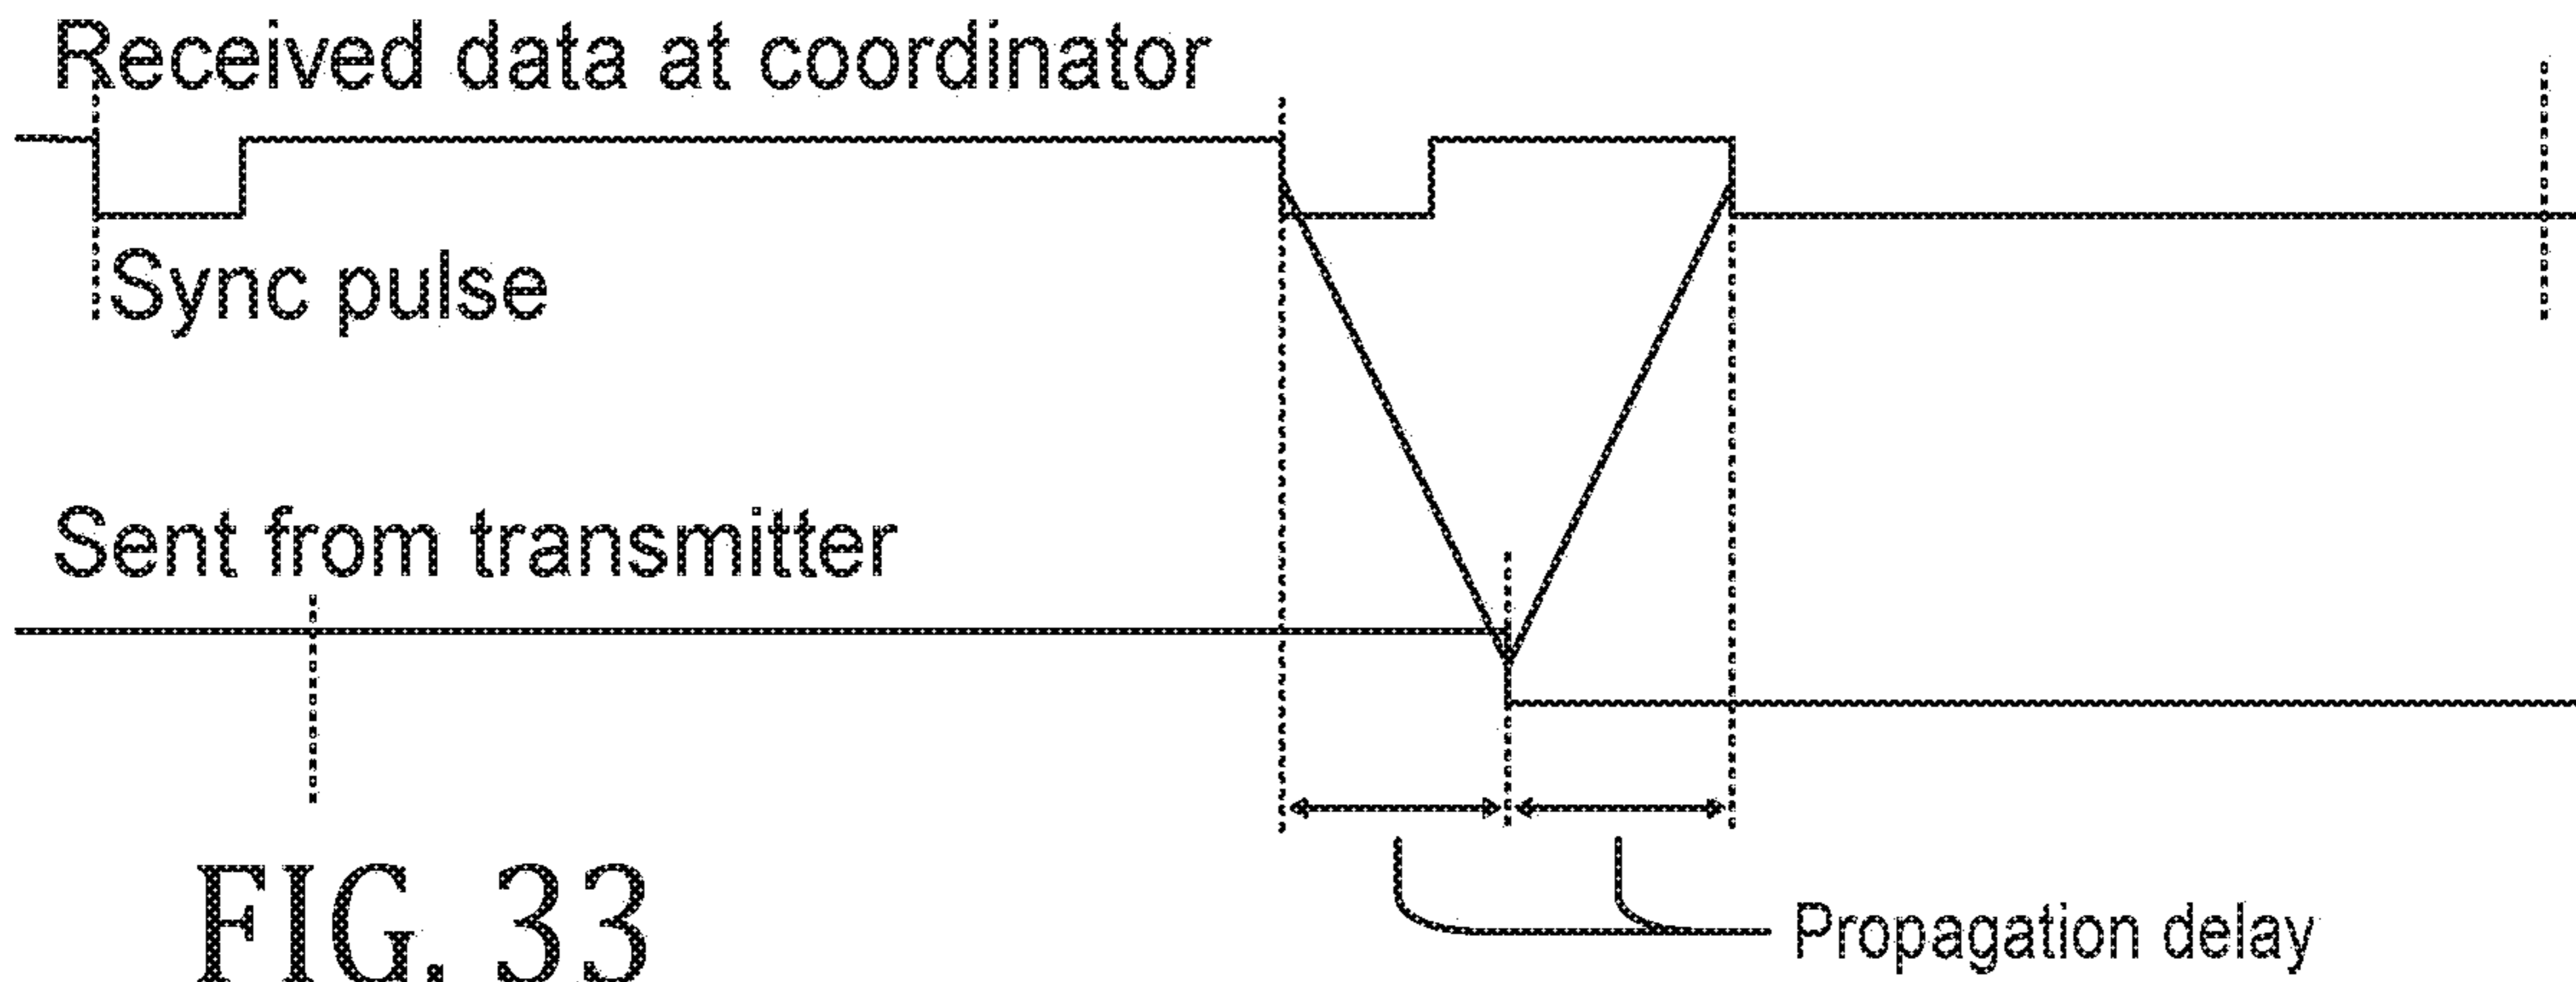 Received data at coordinator
Sync pulse
Sent from transmitter
Propagation delay
FIG. 33